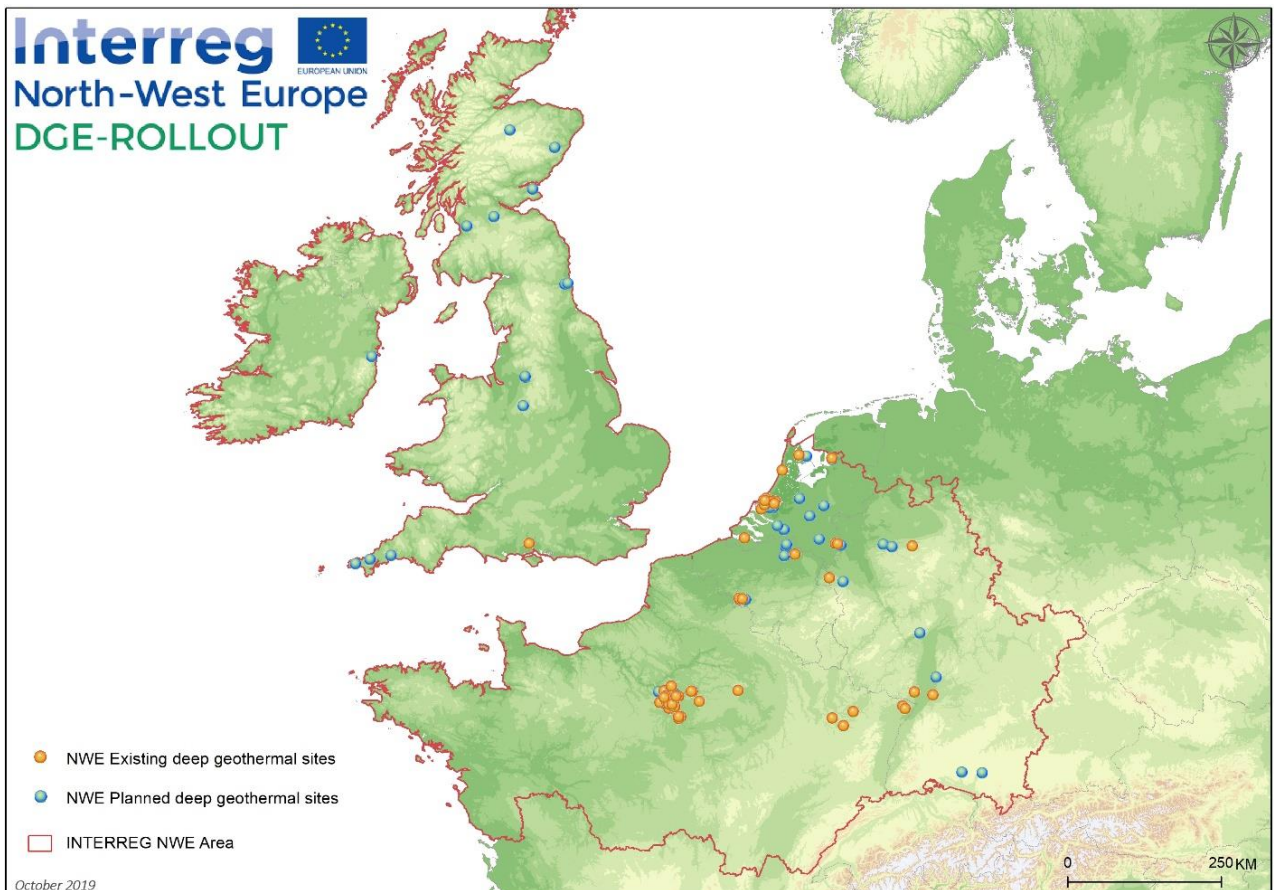 Interreg
EUROPEAN UNION
North-West Europe
DGE-ROLLOUT
NWE Existing deep geothermal sites
NWE Planned deep geothermal sites
INTERREG NWE Area
October 2019
0 250 KM